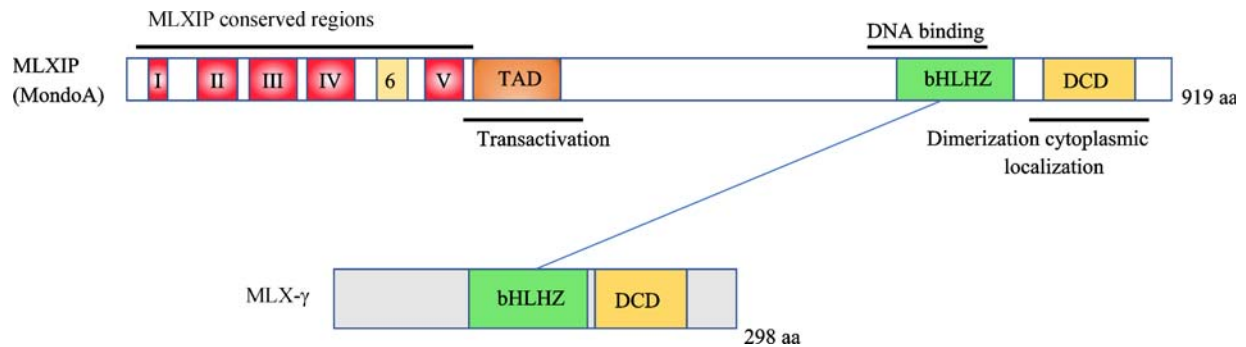 MLXIP conserved regions
DNA binding
MLXIP
(MondoA)
I II III IV 6 V TAD bHLHZ DCD
919 aa
Transactivation
Dimerization cytoplasmic
localization
MLX-γ
bHLHZ DCD
298 aa